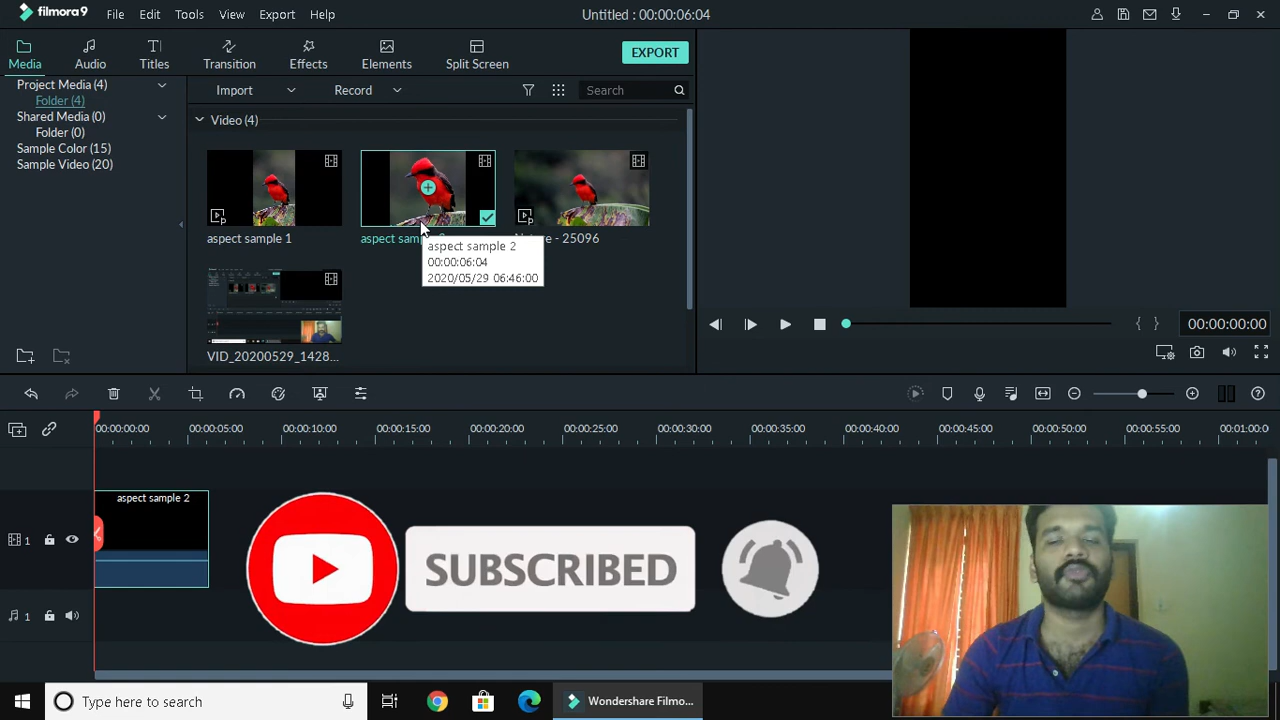 filmora9 File Edit Tools View Export Help Untitled : 00:00:06:04
Media Audio Titles Transition Effects Elements Split Screen EXPORT
Project Media (4)
Folder (4)
Shared Media (0)
Folder (0)
Sample Color (15)
Sample Video (20)
Import Record Search
Video (4)
aspect sample 1
aspect sam
- 25096
aspect sample 2
00:00:06:04
2020/05/29 06:46:00
VID_20200529_1428...
00:00:00:00
00:00:00:00 00:00:05:00 00:00:10:00 00:00:15:00 00:00:20:00 00:00:25:00 00:00:30:00 00:00:35:00 00:00:40:00 00:00:45:00 00:00:50:00 00:00:55:00 00:01:00:0
aspect sample 2
1
1
SUBSCRIBED
Type here to search
Wondershare Filmo...